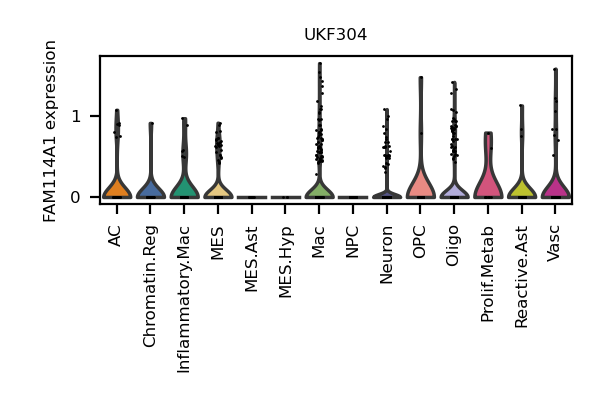 UKF304
FAM114A1 expression
1
0
AC
Chromatin.Reg
Inflammatory.Mac
MES
MES.Ast
MES.Hyp
Mac
NPC
Neuron
OPC
Oligo
Prolif.Metab
Reactive.Ast
Vasc